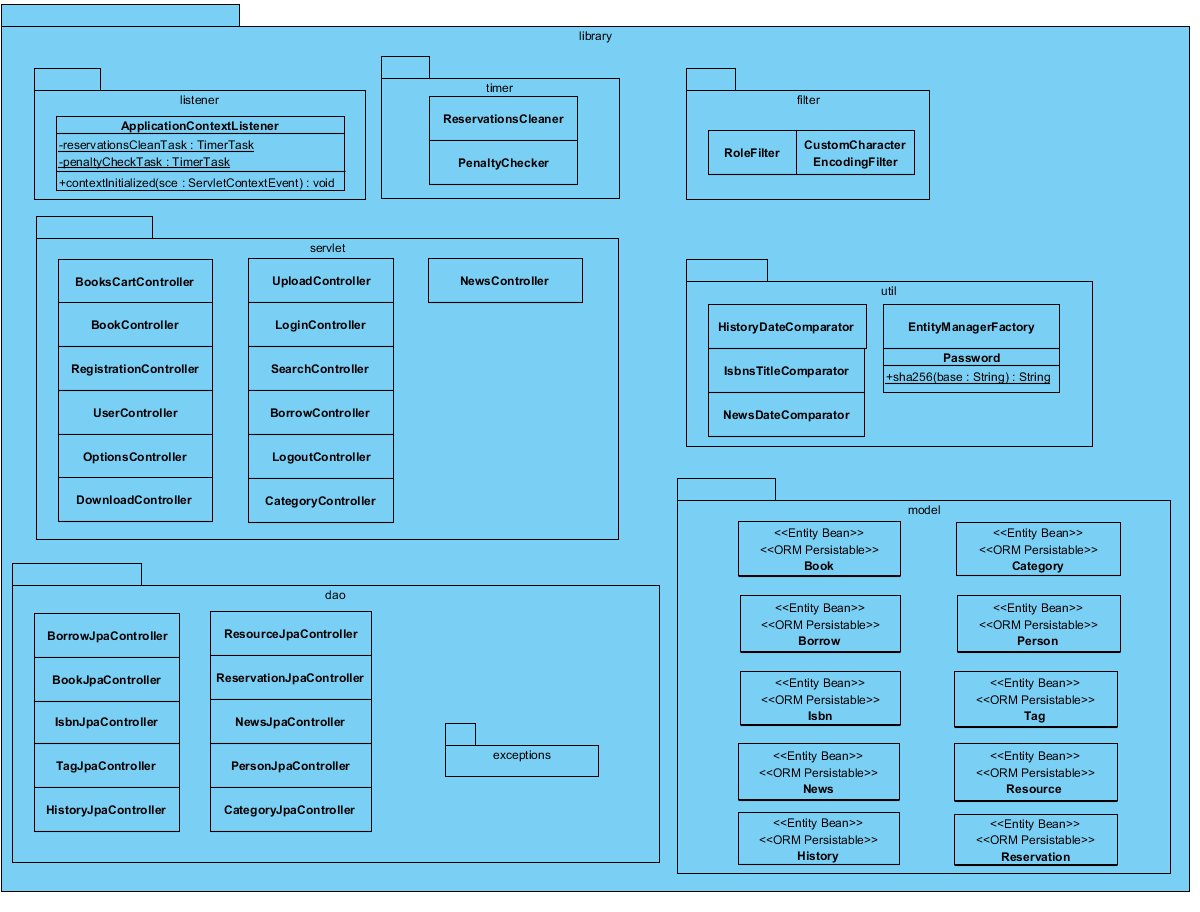 library
listener
ApplicationContextListener
-reservationsCleanTask : TimerTask
-penaltyCheckTask : TimerTask
+contextInitialized(sce : ServletContextEvent) : void
timer
ReservationsCleaner
PenaltyChecker
filter
RoleFilter
CustomCharacter
EncodingFilter
servlet
BooksCartController
BookController
RegistrationController
UserController
OptionsController
DownloadController
UploadController
LoginController
SearchController
BorrowController
LogoutController
CategoryController
NewsController
util
HistoryDateComparator
IsbnsTitleComparator
NewsDateComparator
EntityManagerFactory
Password
+sha256(base : String) : String
dao
BorrowJpaController
BookJpaController
IsbnJpaController
TagJpaController
HistoryJpaController
ResourceJpaController
ReservationJpaController
NewsJpaController
PersonJpaController
CategoryJpaController
exceptions
model
<<Entity Bean>>
<<ORM Persistable>>
Book
<<Entity Bean>>
<<ORM Persistable>>
Category
<<Entity Bean>>
<<ORM Persistable>>
Borrow
<<Entity Bean>>
<<ORM Persistable>>
Person
<<Entity Bean>>
<<ORM Persistable>>
Isbn
<<Entity Bean>>
<<ORM Persistable>>
Tag
<<Entity Bean>>
<<ORM Persistable>>
News
<<Entity Bean>>
<<ORM Persistable>>
Resource
<<Entity Bean>>
<<ORM Persistable>>
History
<<Entity Bean>>
<<ORM Persistable>>
Reservation